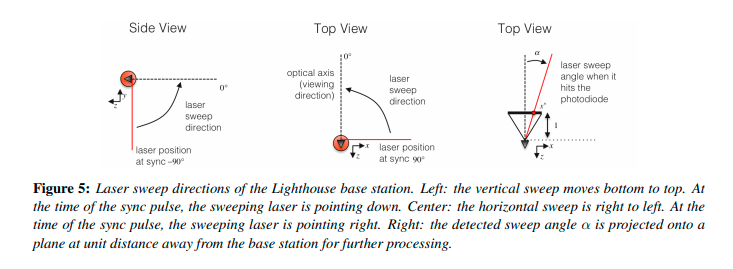 Side View
Top View
Top View
0°
y
z
laser
sweep
direction
laser position
at sync –90°
0°
optical axis
(viewing
direction)
laser
sweep
direction
x
z
laser position
at sync 90°
α
laser sweep
angle when it
hits the
photodiode
1
x
z
Figure 5: Laser sweep directions of the Lighthouse base station. Left: the vertical sweep moves bottom to top. At
the time of the sync pulse, the sweeping laser is pointing down. Center: the horizontal sweep is right to left. At the
time of the sync pulse, the sweeping laser is pointing right. Right: the detected sweep angle α is projected onto a
plane at unit distance away from the base station for further processing.